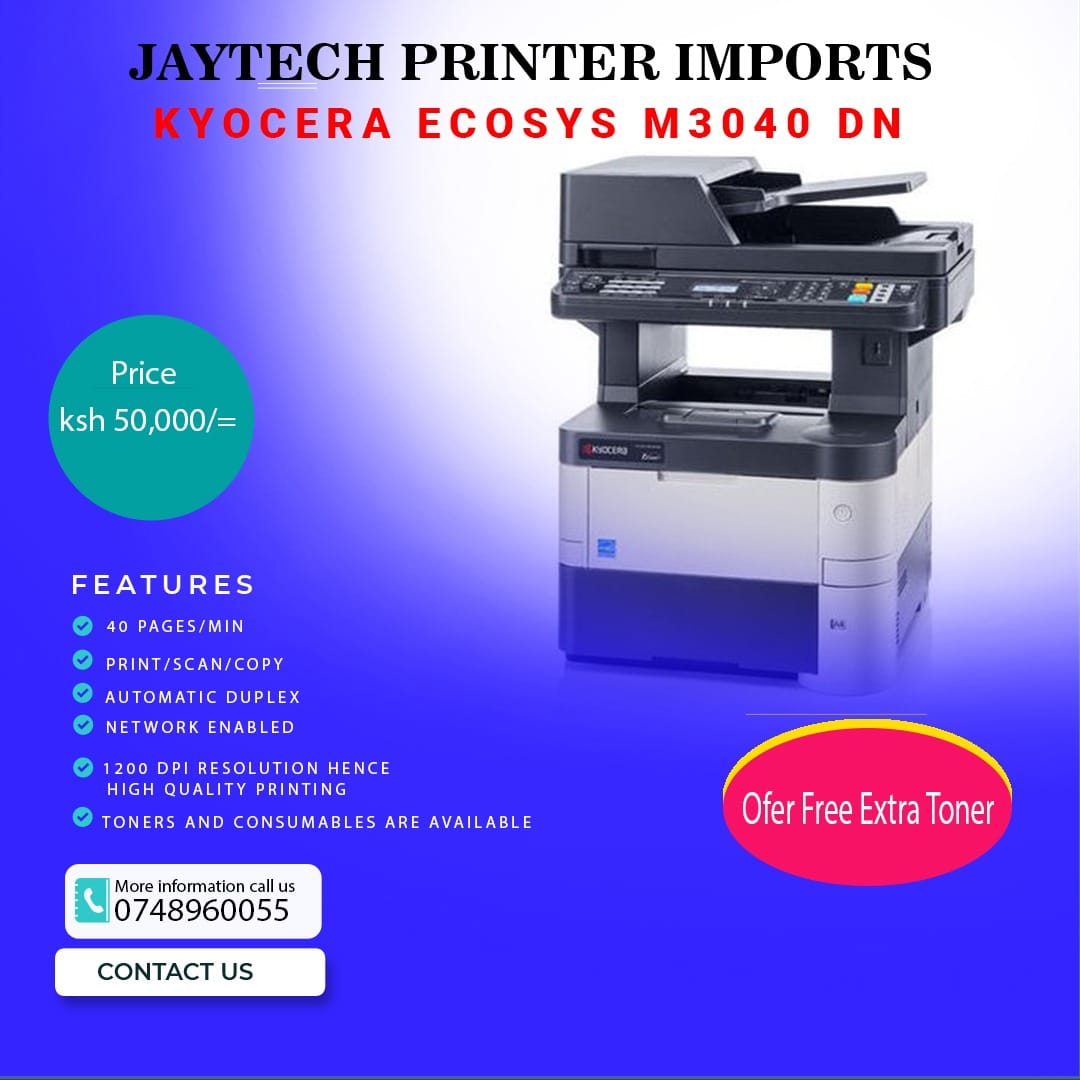 JAYTECH PRINTER IMPORTS
KYOCERA ECOSYS M3040 DN
Price
ksh 50,000/=
KYOCERA
FEATURES
40 PAGES/MIN
PRINT/SCAN/COPY
AUTOMATIC DUPLEX
NETWORK ENABLED
1200 DPI RESOLUTION HENCE
HIGH QUALITY PRINTING
TONERS AND CONSUMABLES ARE AVAILABLE
Ofer Free Extra Toner
More information call us
0748960055
CONTACT US